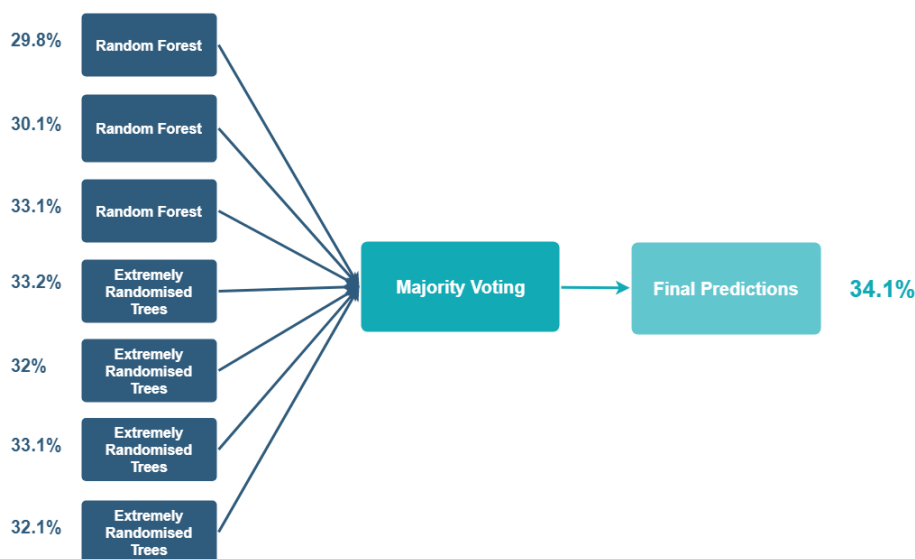 29.8%
Random Forest
30.1%
Random Forest
33.1%
Random Forest
33.2%
Extremely
Randomised
Trees
32%
Extremely
Randomised
Trees
33.1%
Extremely
Randomised
Trees
32.1%
Extremely
Randomised
Trees
Majority Voting
Final Predictions
34.1%